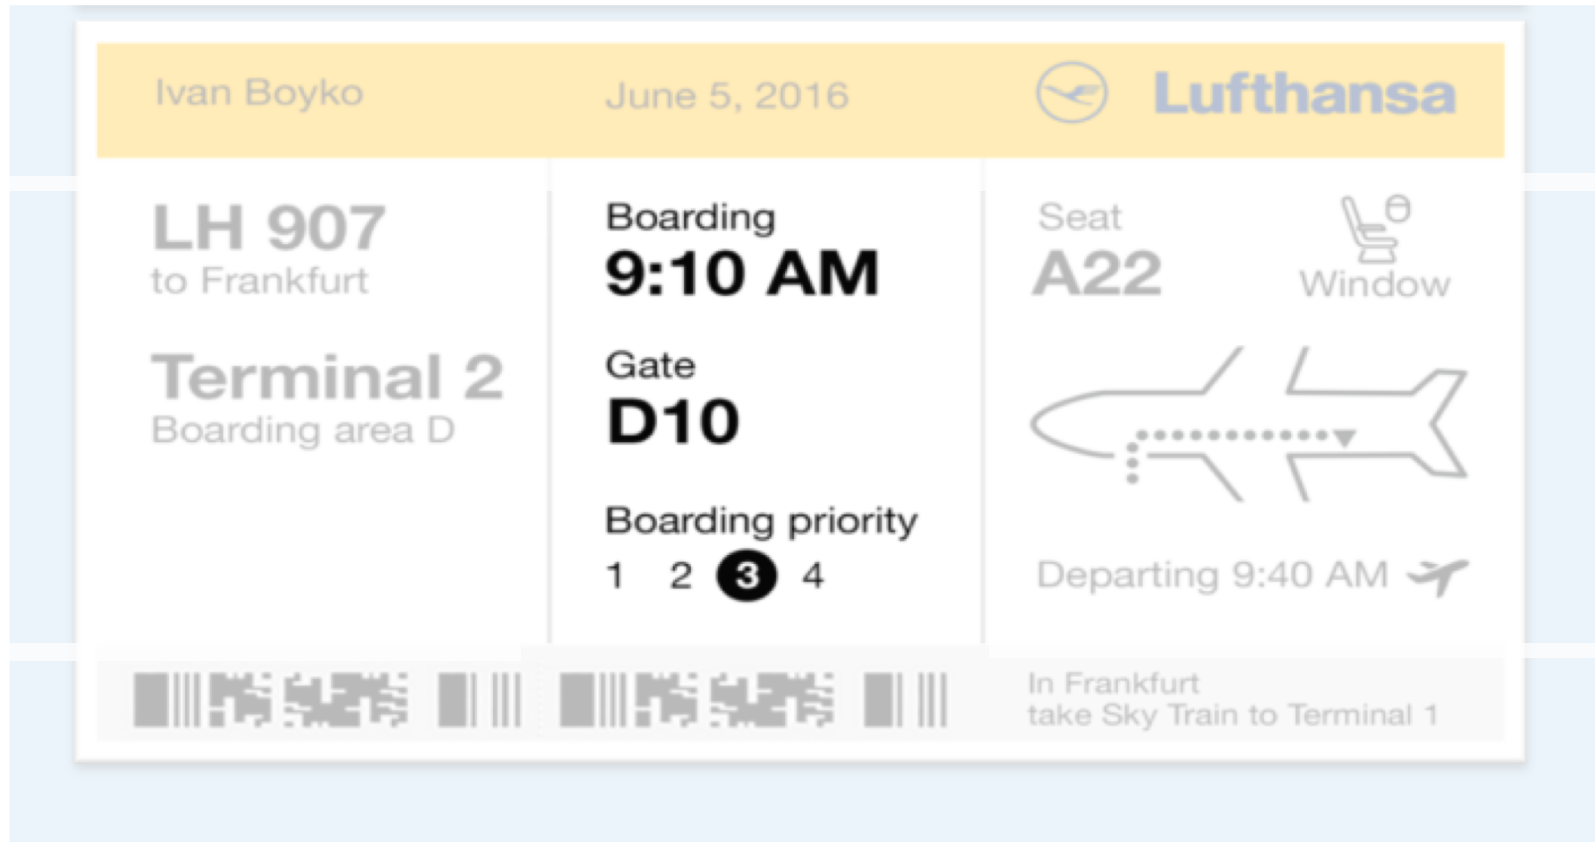 Ivan Boyko
June 5, 2016
Lufthansa
LH 907
to Frankfurt
Terminal 2
Boarding area D
Boarding
9:10 AM
Gate
D10
Boarding priority
1 2 3 4
Seat
A22
Window
Departing 9:40 AM
In Frankfurt
take Sky Train to Terminal 1